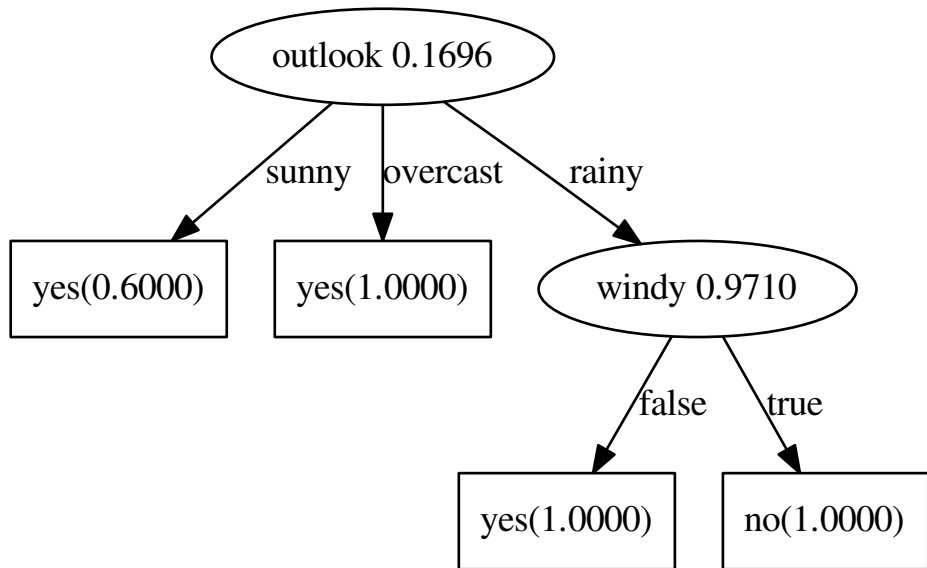 outlook 0.1696
sunny
overcast
rainy
yes(0.6000)
yes(1.0000)
windy 0.9710
false
true
yes(1.0000)
no(1.0000)